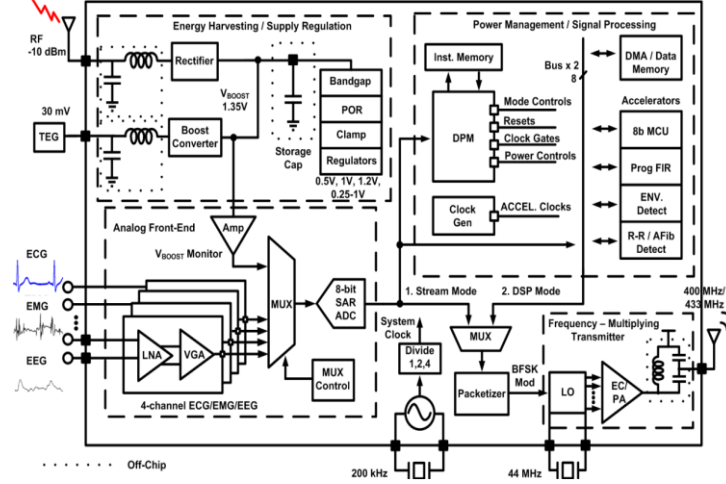 Energy Harvesting / Supply Regulation
Power Management / Signal Processing
RF
-10 dBm
Rectifier
VBOOST
1.35V
Bandgap
POR
Clamp
Regulators
Storage
Cap
0.5V, 1V, 1.2V,
0.25-1V
30 mV
TEG
Boost
Converter
Inst. Memory
Bus x 2
8
DMA / Data
Memory
DPM
Mode Controls
Resets
Clock Gates
Power Controls
Accelerators
8b MCU
Prog FIR
ENV.
Detect
R-R / AFib
Detect
Clock
Gen
ACCEL. Clocks
Analog Front-End
Amp
VBOOST Monitor
ECG
EMG
EEG
LNA
VGA
MUX
8-bit
SAR
ADC
MUX
Control
4-channel ECG/EMG/EEG
1. Stream Mode
2. DSP Mode
System
Clock
Divide
1,2,4
MUX
Packetizer
BFSK
Mod
400 MHz/
433 MHz
Frequency – Multiplying
Transmitter
LO
EC/
PA
Off-Chip
200 kHz
44 MHz